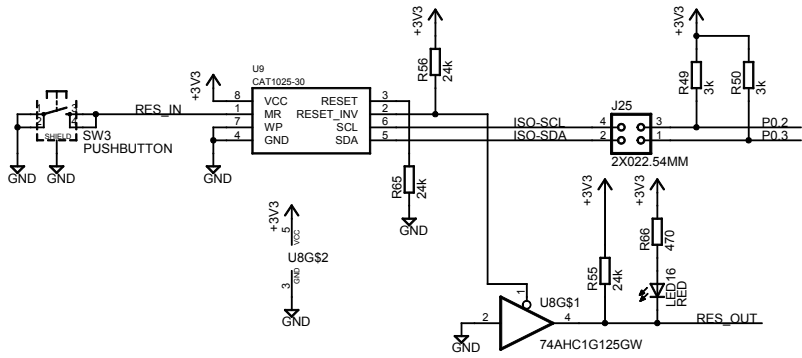 +3V3
+3V3
U9
CAT1025-30
+3V3
R56
24k
R49
3k
R50
3k
J25
8
VCC
RESET
3
RES_IN
1
MR
RESET_INV
2
7
WP
SCL
6
ISO-SCL
4
3
P0.2
4
GND
SDA
5
ISO-SDA
2
1
P0.3
1
2
3
4
SHIELD
SW3
PUSHBUTTON
2X022.54MM
GND
GND
GND
R65
24k
GND
+3V3
+3V3
+3V3
5
VCC
U8G$2
GND
3
GND
R66
470
R55
24k
LED16
RED
1
U8G$1
2
4
RES_OUT
GND
74AHC1G125GW